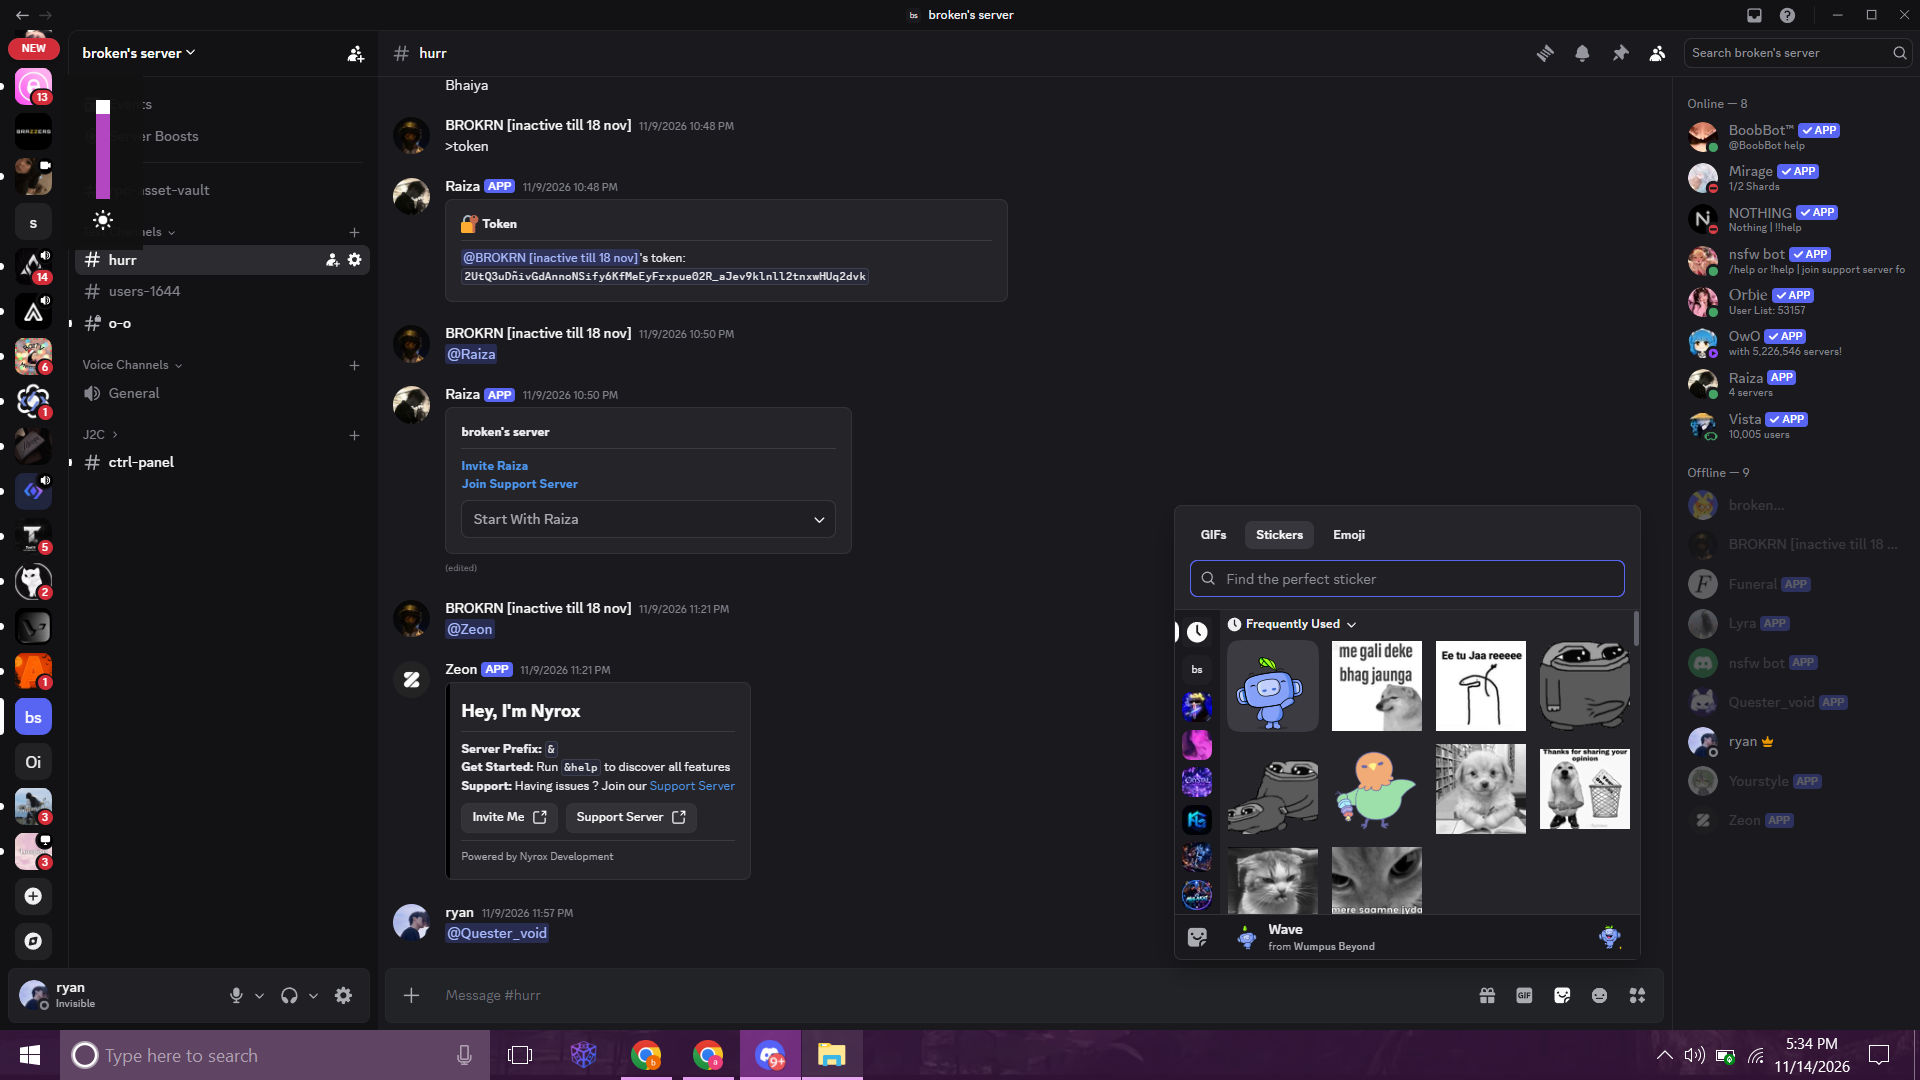 broken's server
NEW
broken's server
# hurr
Search broken's server
13
BRAZZERS
s
14
6
1
5
2
1
bs
Oi
3
3
hurr
users-1644
o-o
Voice Channels
General
J2C
ctrl-panel
ryan
Invisible
Bhaiya
BROKRN [inactive till 18 nov] 11/9/2026 10:48 PM
>token
Raiza APP 11/9/2026 10:48 PM
Token
@BROKRN [inactive till 18 nov]'s token:
2UtQ3uDñivGdAnnoNSify6KfMeEyFrxpue02R_aJev9klnll2tnxwHUq2dvk
BROKRN [inactive till 18 nov] 11/9/2026 10:50 PM
@Raiza
Raiza APP 11/9/2026 10:50 PM
broken's server
Invite Raiza
Join Support Server
Start With Raiza
(edited)
BROKRN [inactive till 18 nov] 11/9/2026 11:21 PM
@Zeon
Zeon APP 11/9/2026 11:21 PM
Hey, I'm Nyrox
Server Prefix: &
Get Started: Run &help to discover all features
Support: Having issues ? Join our Support Server
Invite Me
Support Server
Powered by Nyrox Development
ryan 11/9/2026 11:57 PM
@Quester_void
Message #hurr
GIF
GIFs
Stickers
Emoji
Find the perfect sticker
Frequently Used
bs
me gali deke
bhag jaunga
Ee tu Jaa reeeee
Thanks for sharing your
opinion
mere saamne jyda
Wave
from Wumpus Beyond
Online — 8
BoobBot™ APP
@BoobBot help
Mirage APP
1/2 Shards
NOTHING APP
Nothing | !!help
nsfw bot APP
/help or !help | join support server fo
Orbie APP
User List: 53157
OwO APP
with 5,226,546 servers!
Raiza APP
4 servers
Vista APP
10,005 users
Offline — 9
broken...
BROKRN [inactive till 18 ...
Funeral APP
Lyra APP
nsfw bot APP
Quester_void APP
ryan
Yourstyle APP
Zeon APP
Type here to search
9+
5:34 PM
11/14/2026